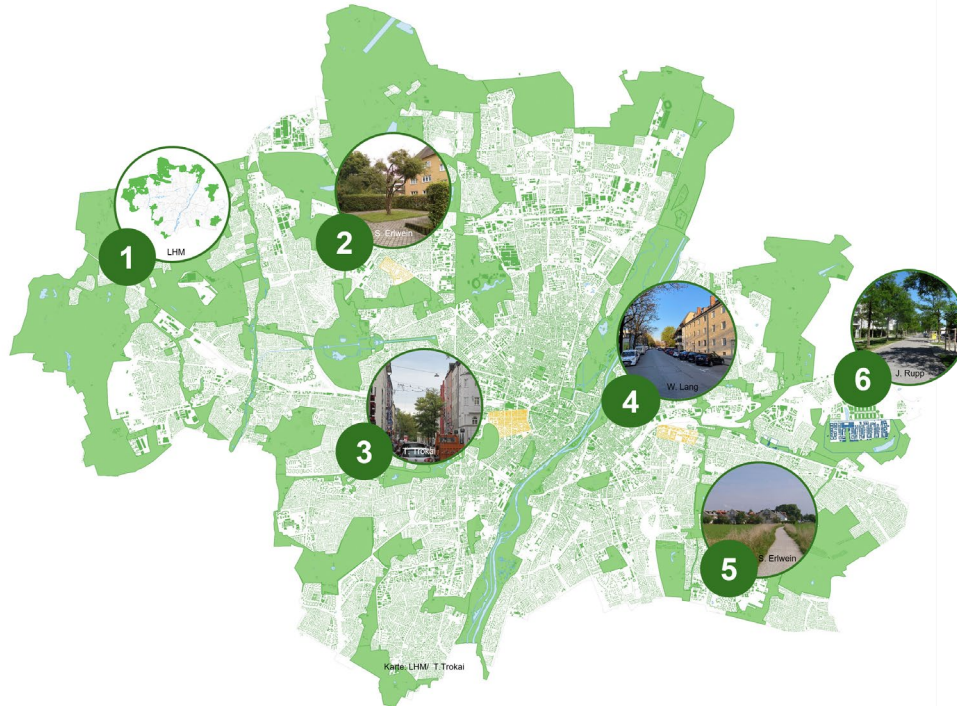 LHM
1
S. Erlwein
2
T. Trokai
3
W. Lang
4
S. Erlwein
5
J. Rupp
6
Karte: LHM/ T.Trokai